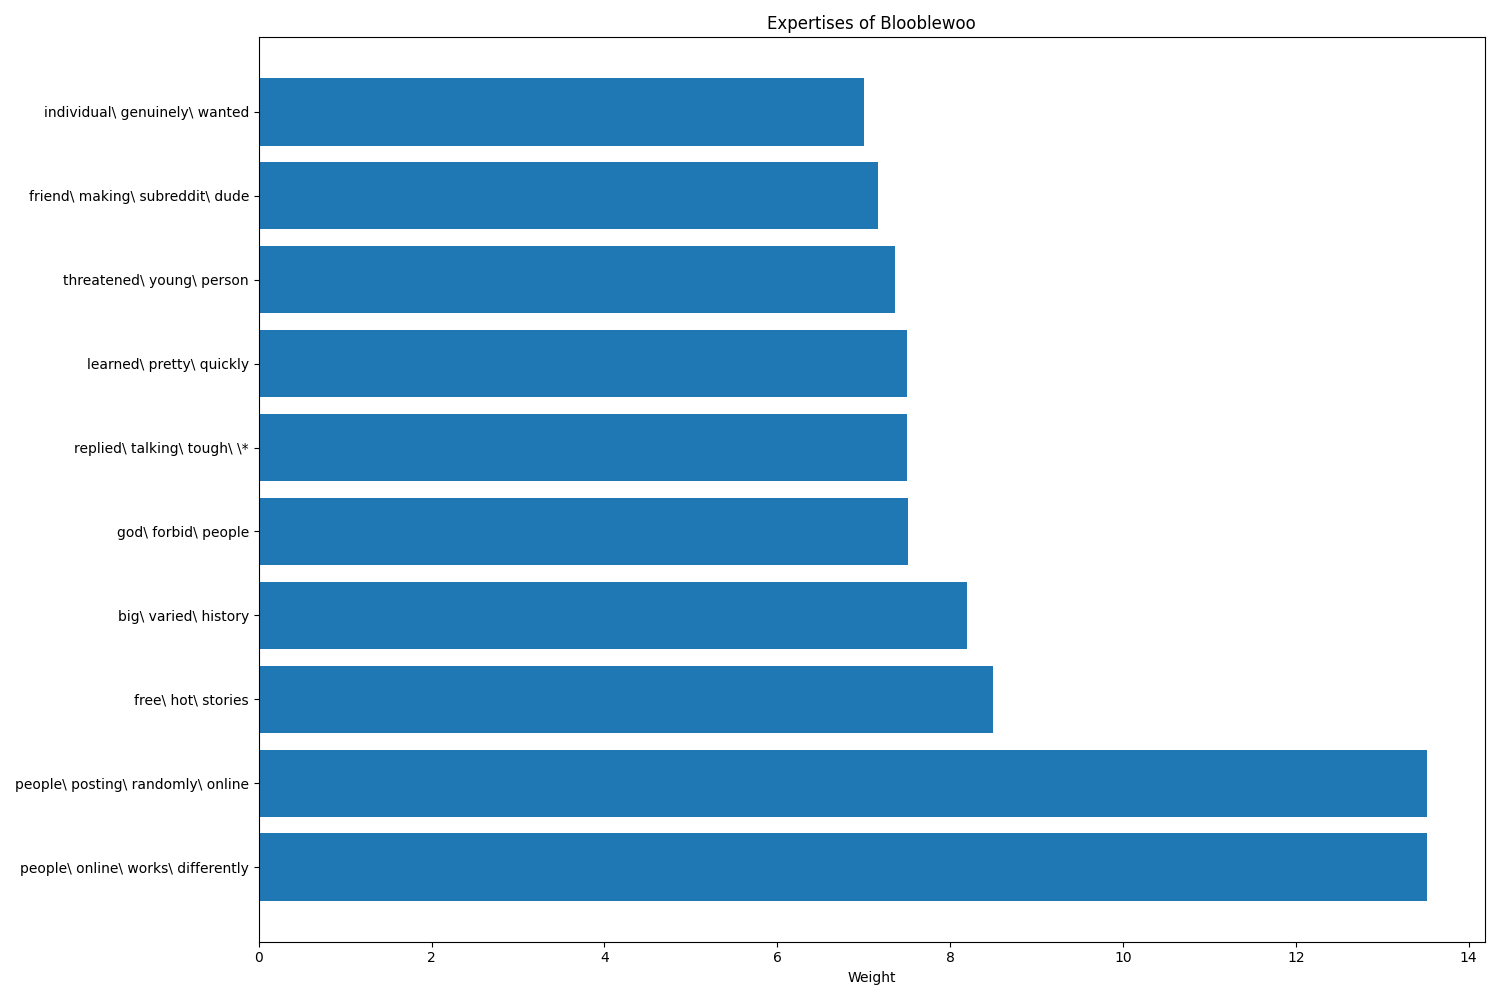 Expertises of Blooblewoo
individual\ genuinely\ wanted
friend\ making\ subreddit\ dude
threatened\ young\ person
learned\ pretty\ quickly
replied\ talking\ tough\ \*
god\ forbid\ people
big\ varied\ history
free\ hot\ stories
people\ posting\ randomly\ online
people\ online\ works\ differently
0 2 4 6 8 10 12 14
Weight